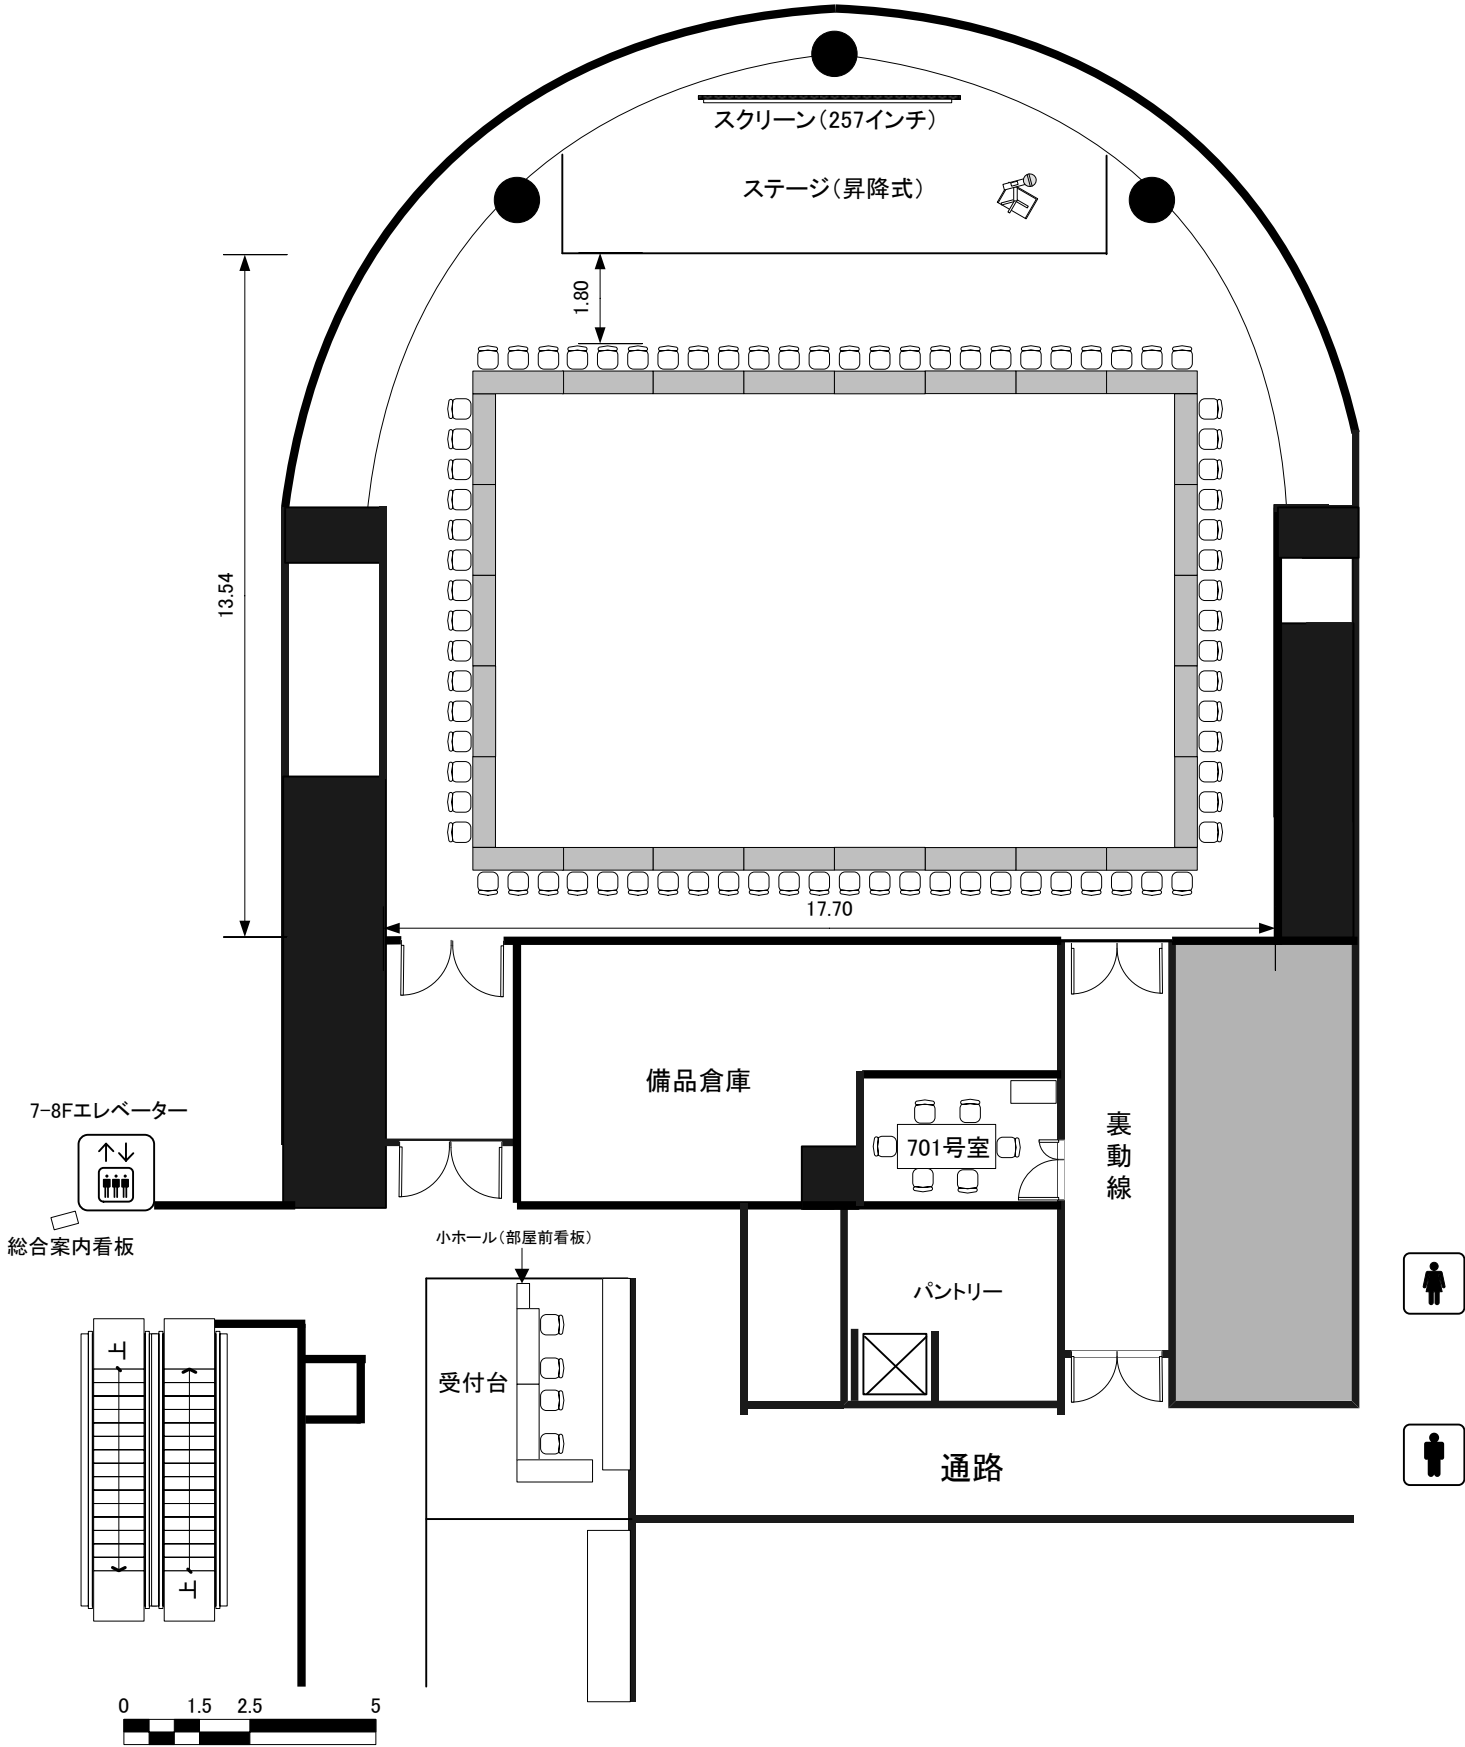 スクリーン(257インチ)
ステージ(昇降式)
1.80
13.54
17.70
備品倉庫
7-8Fエレベーター
701号室
裏動線
総合案内看板
小ホール(部屋前看板)
パントリー
上
受付台
通路
上
0 1.5 2.5 5